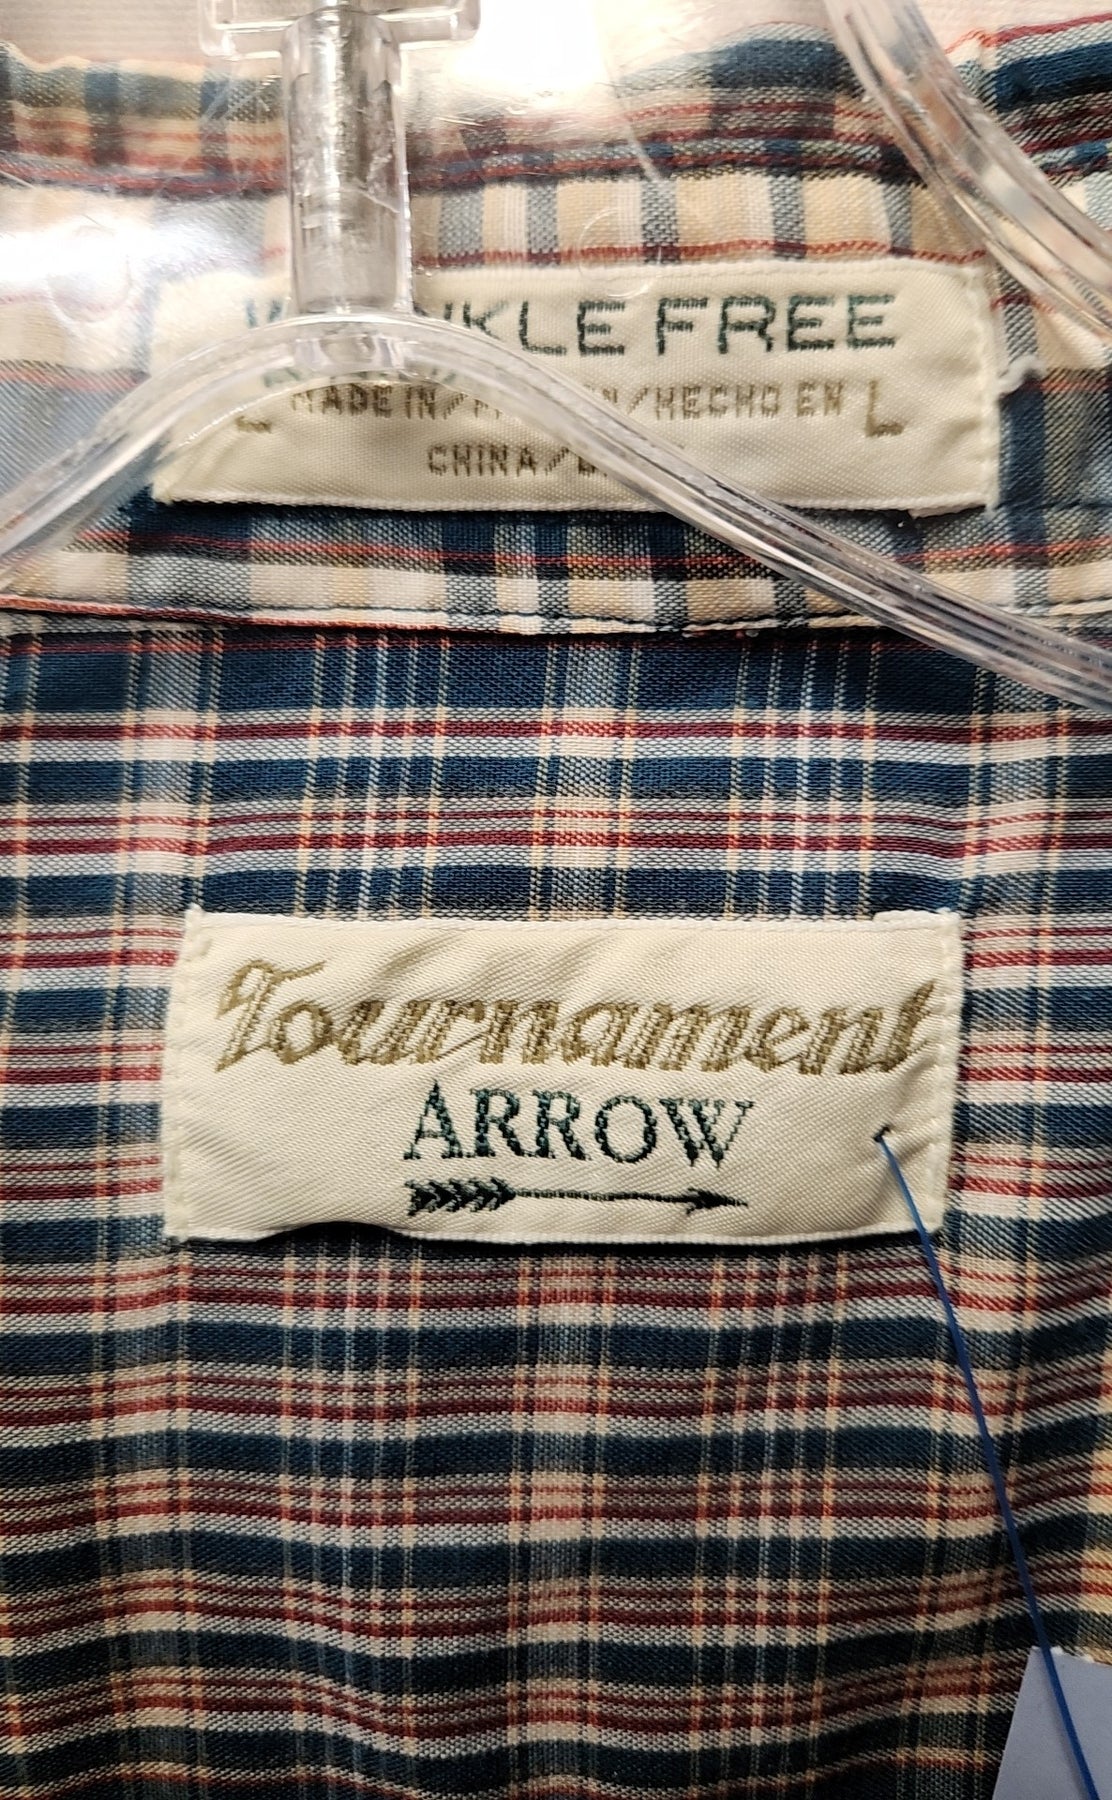 KLE FREE
L MADE IN/ /HECHO EN L
CHINA/
Tournament
ARROW